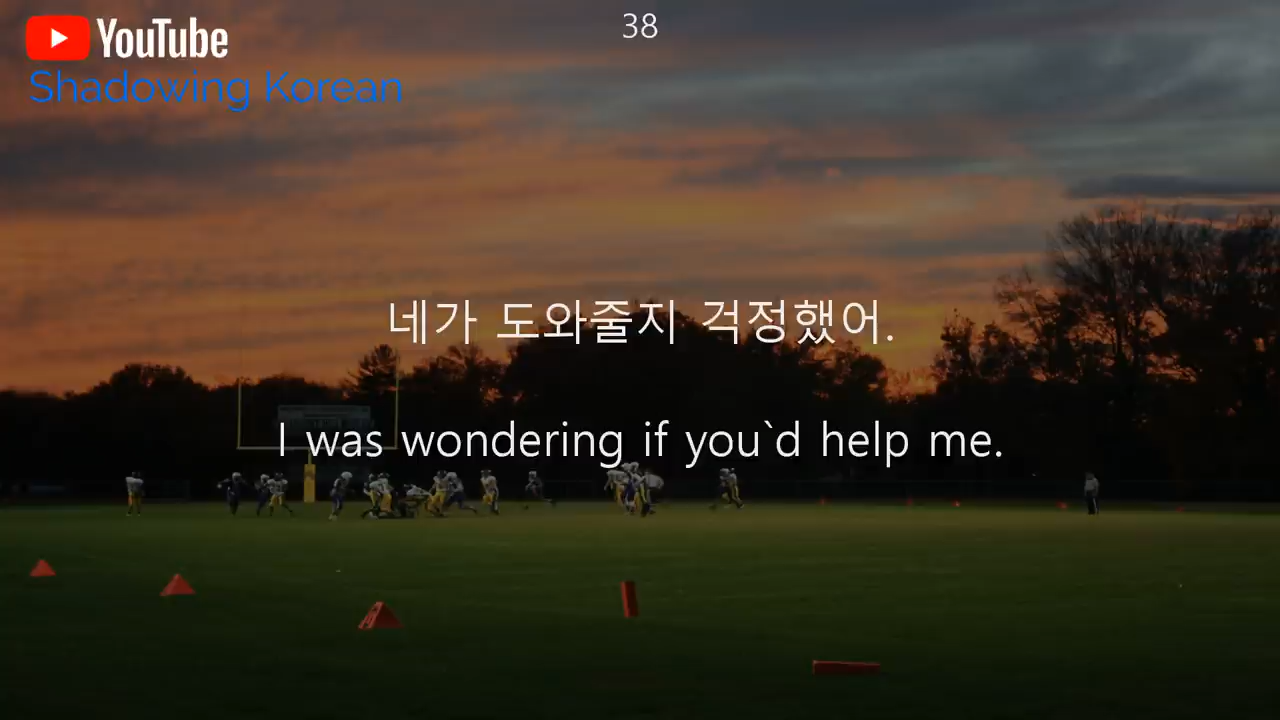 38
YouTube
Shadowing Korean
네가 도와줄지 걱정했어.
I was wondering if you`d help me.